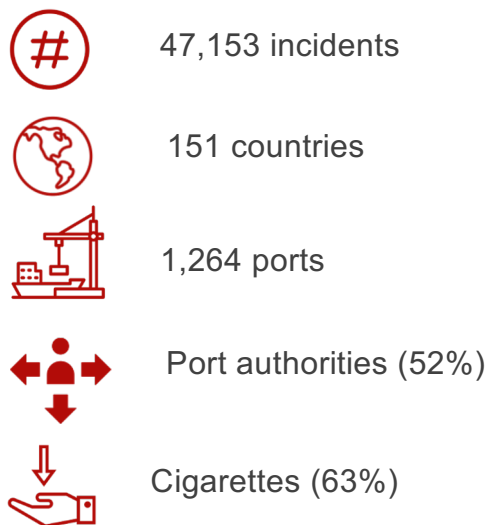 #
47,153 incidents
151 countries
1,264 ports
Port authorities (52%)
Cigarettes (63%)